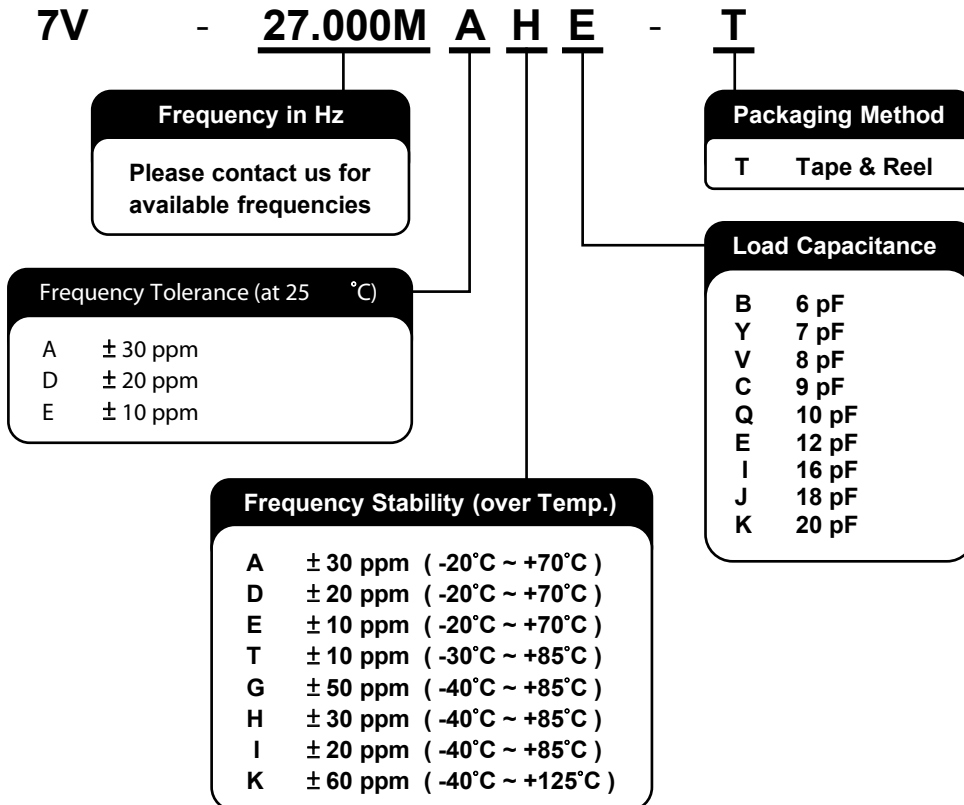 7V - 27.000M A H E - T
Frequency in Hz
Please contact us for
available frequencies
Packaging Method
T Tape & Reel
Load Capacitance
B 6 pF
Y 7 pF
V 8 pF
C 9 pF
Q 10 pF
E 12 pF
I 16 pF
J 18 pF
K 20 pF
Frequency Tolerance (at 25 ˚C)
A ± 30 ppm
D ± 20 ppm
E ± 10 ppm
Frequency Stability (over Temp.)
A ± 30 ppm ( -20˚C ~ +70˚C )
D ± 20 ppm ( -20˚C ~ +70˚C )
E ± 10 ppm ( -20˚C ~ +70˚C )
T ± 10 ppm ( -30˚C ~ +85˚C )
G ± 50 ppm ( -40˚C ~ +85˚C )
H ± 30 ppm ( -40˚C ~ +85˚C )
I ± 20 ppm ( -40˚C ~ +85˚C )
K ± 60 ppm ( -40˚C ~ +125˚C )